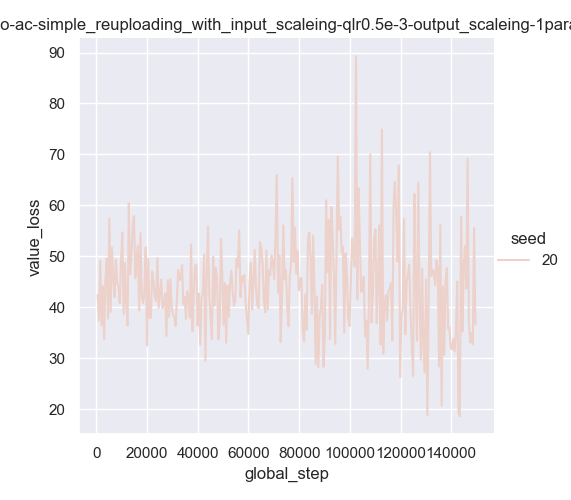 o-ac-simple_reuploading_with_input_scaleing-qlr0.5e-3-output_scaleing-1para
90
80
70
60
50
40
30
20
value_loss
0 20000 40000 60000 80000 100000 120000 140000
global_step
seed
20